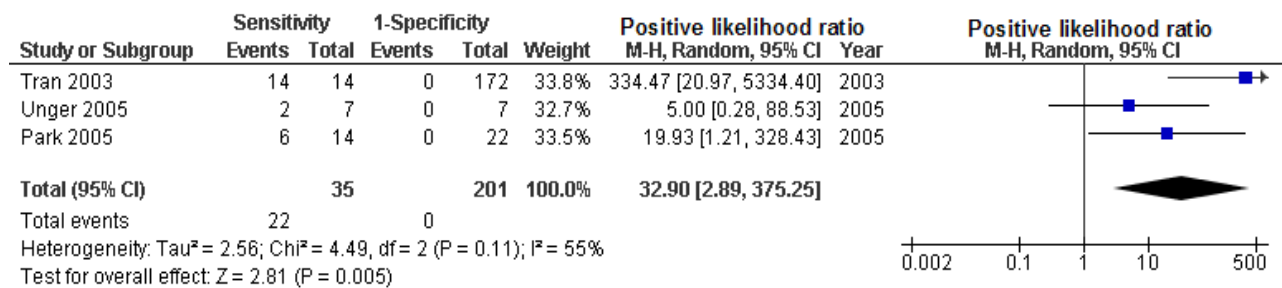 Sensitivity 1-Specificity Positive likelihood ratio Positive likelihood ratio
Study or Subgroup Events Total Events Total Weight M-H, Random, 95% CI Year M-H, Random, 95% CI
Tran 2003 14 14 0 172 33.8% 334.47 [20.97, 5334.40] 2003
Unger 2005 2 7 0 7 32.7% 5.00 [0.28, 88.53] 2005
Park 2005 6 14 0 22 33.5% 19.93 [1.21, 328.43] 2005
Total (95% CI) 35 201 100.0% 32.90 [2.89, 375.25]
Total events 22 0
Heterogeneity: Tau² = 2.56; Chi² = 4.49, df = 2 (P = 0.11); I² = 55%
Test for overall effect: Z = 2.81 (P = 0.005)
0.002 0.1 1 10 500